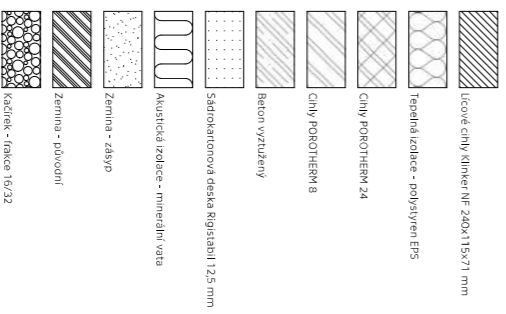 Lícové cihly Klinker NF 240x115x71 mm
Tepelná izolace - polystyren EPS
Cihly POROTHERM 24
Cihly POROTHERM 8
Beton vyztužený
Sádrokartonová deska Rigistabil 12,5 mm
Akustická izolace - minerální vata
Zemina - zásyp
Zemina - původní
Kačírek - frakce 16/32